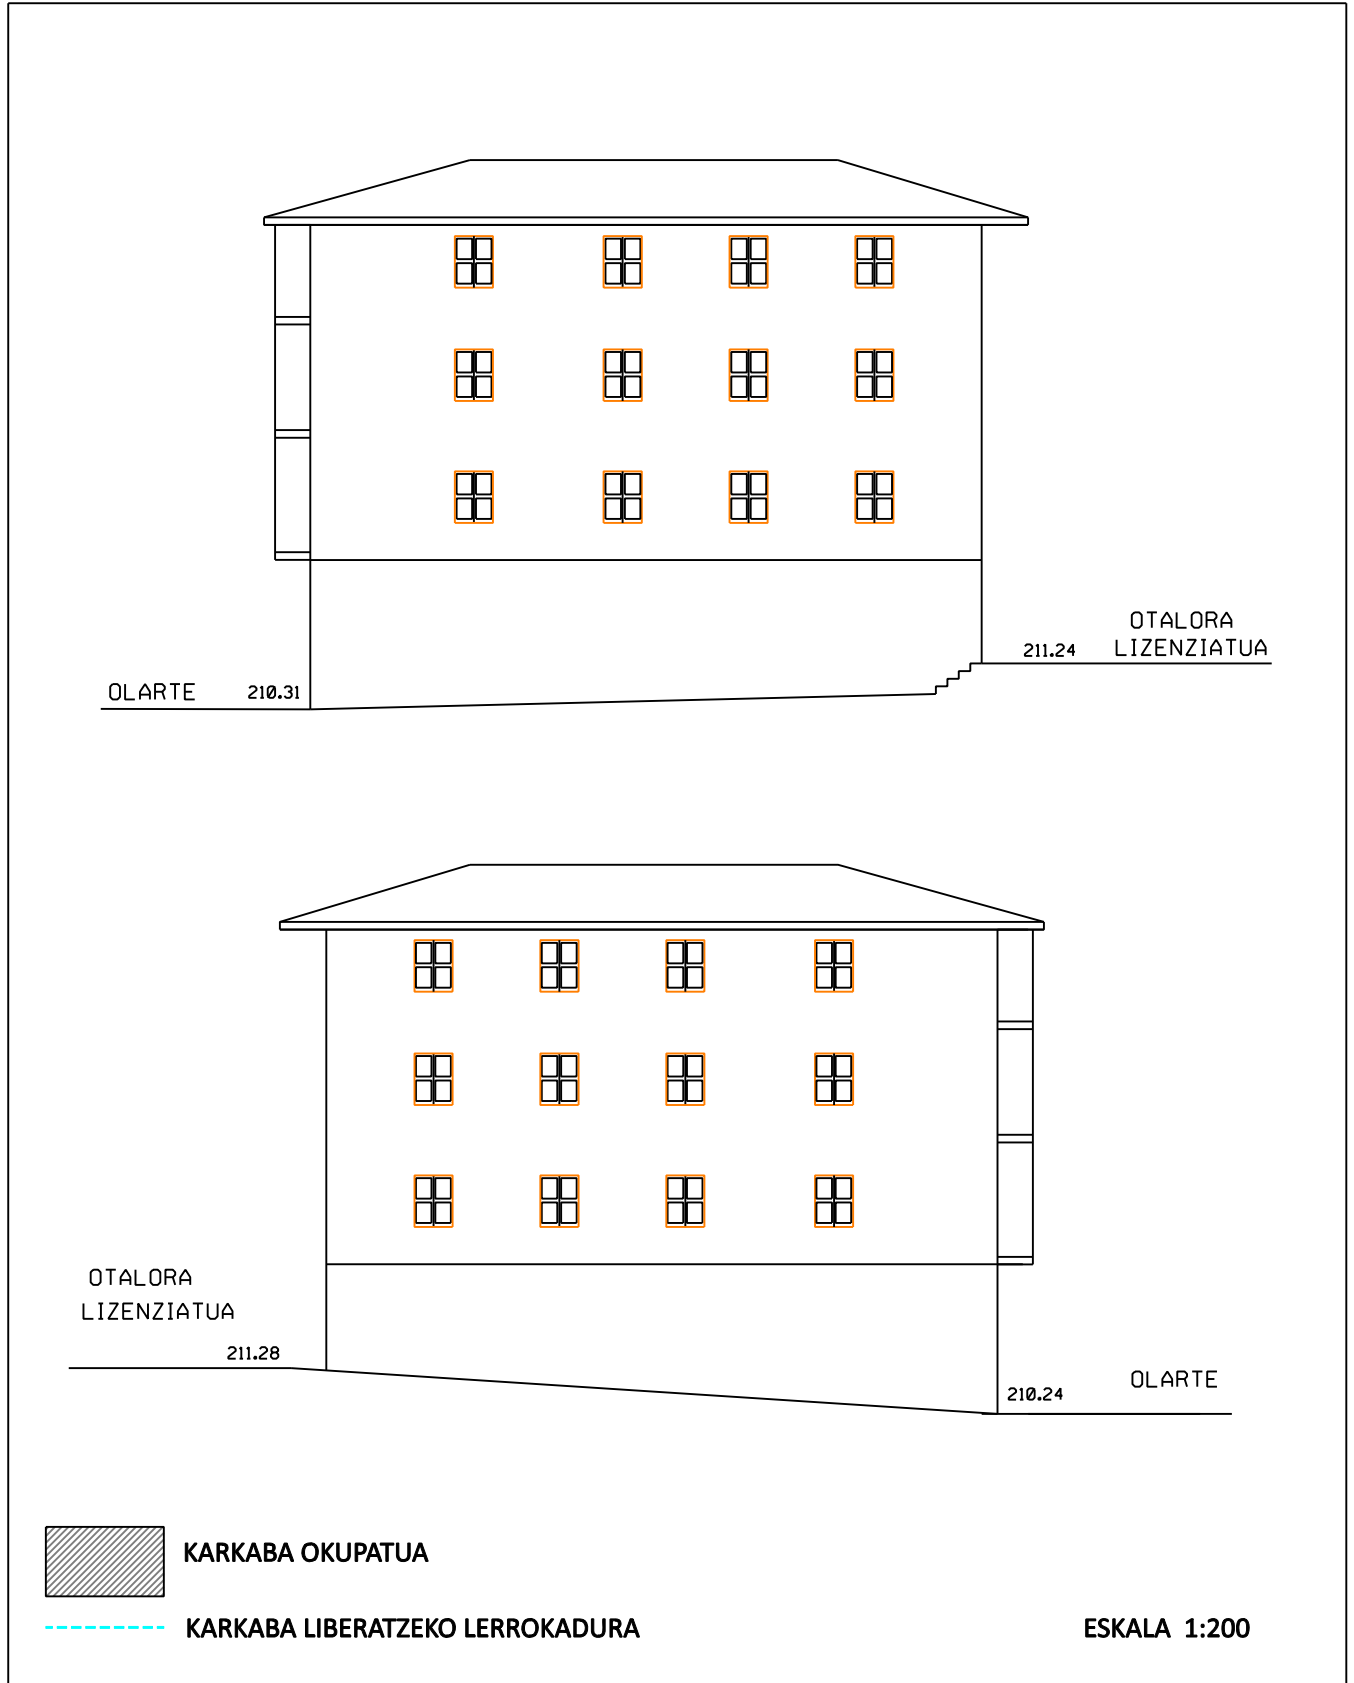 OTALORA
LIZENZIATUA
211.24
OLARTE
210.31
OTALORA
LIZENZIATUA
211.28
OLARTE
210.24
KARKABA OKUPATUA
KARKABA LIBERATZEKO LERROKADURA
ESKALA 1:200